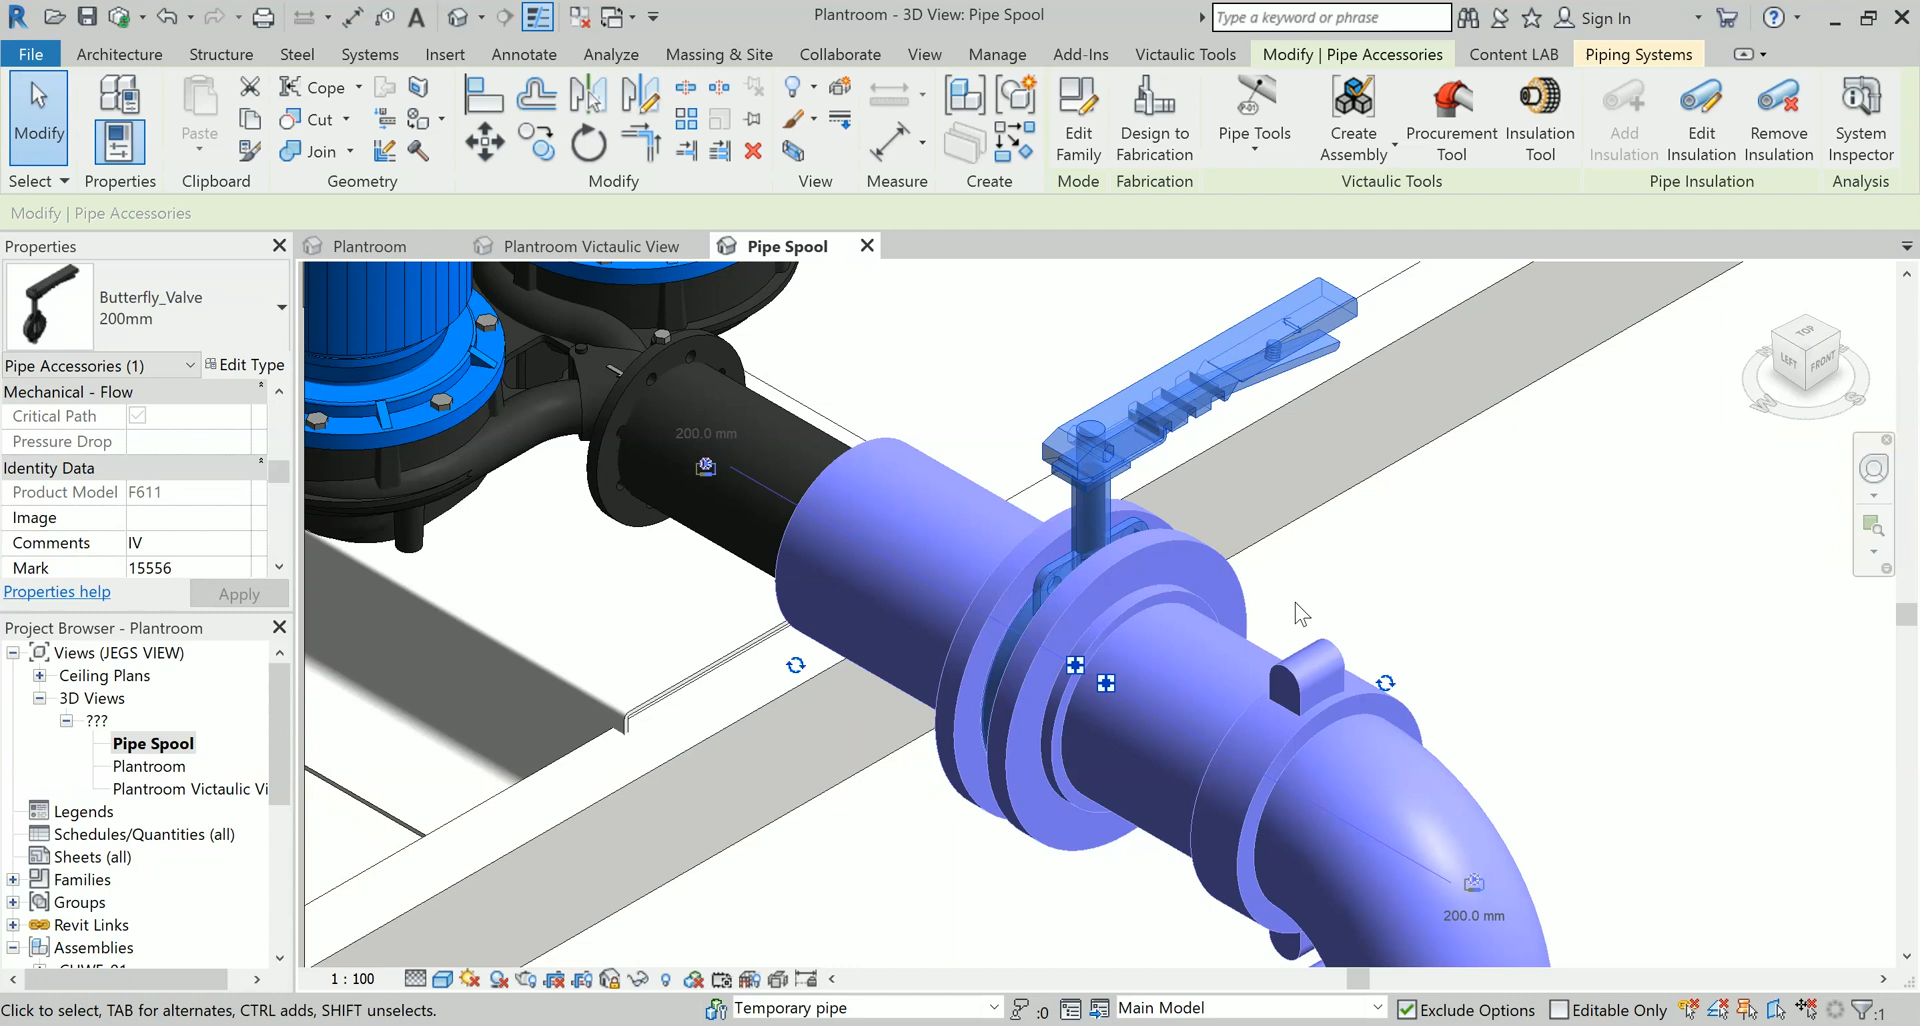 Plantroom - 3D View: Pipe Spool
Type a keyword or phrase
Sign In
File Architecture Structure Steel Systems Insert Annotate Analyze Massing & Site Collaborate View Manage Add-Ins Victaulic Tools Modify | Pipe Accessories Content LAB Piping Systems
Modify
Paste
Cope
Cut
Join
Edit Family
Design to Fabrication
Pipe Tools
Create Assembly
Procurement Tool
Insulation Tool
Add Insulation
Edit Insulation
Remove Insulation
System Inspector
Select Properties Clipboard Geometry Modify View Measure Create Mode Fabrication Victaulic Tools Pipe Insulation Analysis
Modify | Pipe Accessories
Properties
Plantroom
Plantroom Victaulic View
Pipe Spool
Butterfly_Valve
200mm
Pipe Accessories (1)
Edit Type
Mechanical - Flow
Critical Path
Pressure Drop
Identity Data
Product Model F611
Image
Comments IV
Mark 15556
Properties help
Apply
Project Browser - Plantroom
Views (JEGS VIEW)
Ceiling Plans
3D Views
???
Pipe Spool
Plantroom
Plantroom Victaulic Vi
Legends
Schedules/Quantities (all)
Sheets (all)
Families
Groups
Revit Links
Assemblies
200.0 mm
200.0 mm
TOP
LEFT
FRONT
W
S
1 : 100
Click to select, TAB for alternates, CTRL adds, SHIFT unselects.
Temporary pipe
:0
Main Model
Exclude Options
Editable Only
:1